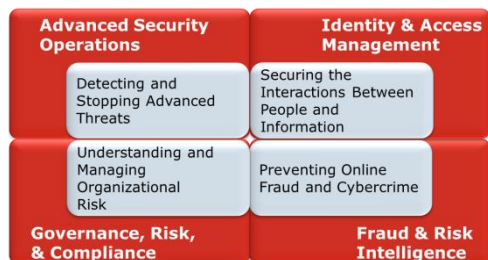 Advanced Security
Operations
Identity & Access
Management
Detecting and
Stopping Advanced
Threats
Securing the
Interactions Between
People and
Information
Understanding and
Managing
Organizational
Risk
Preventing Online
Fraud and Cybercrime
Governance, Risk,
& Compliance
Fraud & Risk
Intelligence